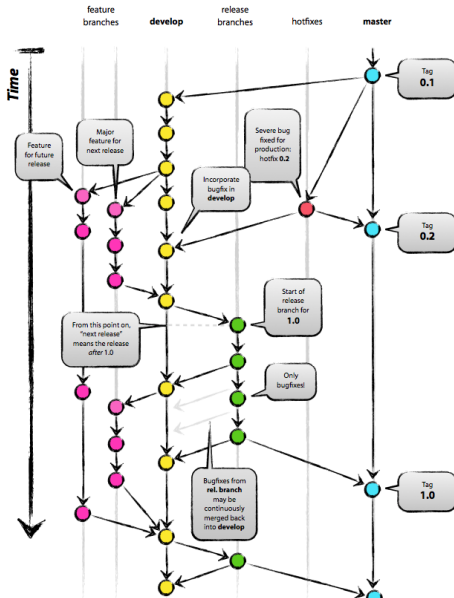 feature
branches
develop
release
branches
hotfixes
master
Time
Tag
0.1
Feature
for future
release
Major
feature for
next release
Severe bug
fixed for
production:
hotfix 0.2
Incorporate
bugfix in
develop
Tag
0.2
Start of
release
branch for
1.0
From this point on,
“next release”
means the release
after 1.0
Only
bugfixes!
Bugfixes from
rel. branch
may be
continuously
merged back
into develop
Tag
1.0